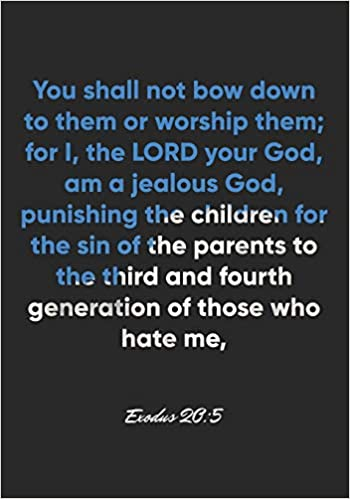 You shall not bow down
to them or worship them;
for I, the LORD your God,
am a jealous God,
punishing the children for
the sin of the parents to
the third and fourth
generation of those who
hate me,
Exodus 20:5